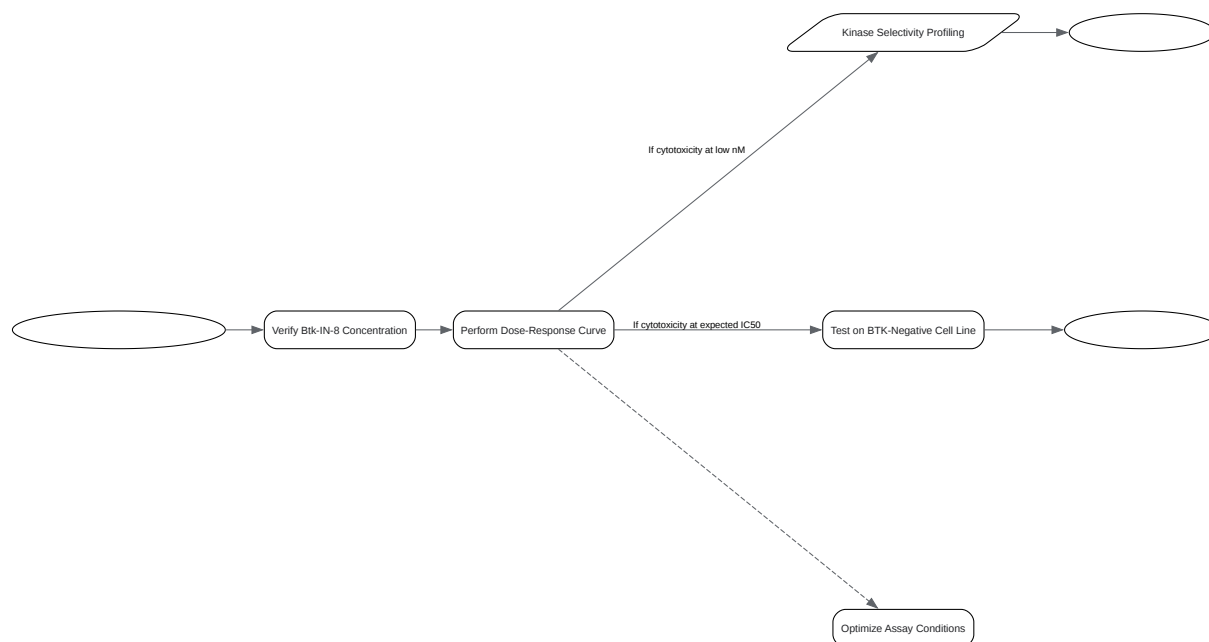 Kinase Selectivity Profiling
If cytotoxicity at low nM
Verify Btk-IN-8 Concentration
Perform Dose-Response Curve
If cytotoxicity at expected IC50
Test on BTK-Negative Cell Line
Optimize Assay Conditions